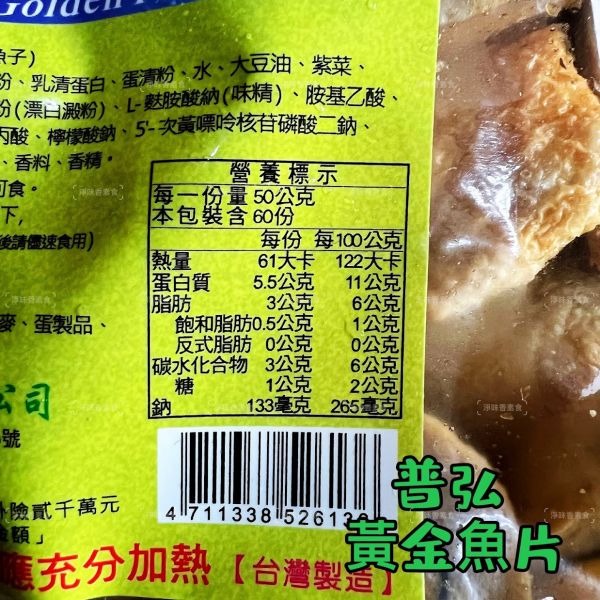 Golden
魚子)
粉、乳清蛋白、蛋清粉、水、大豆油、紫菜、
粉(漂白澱粉)、L-麩胺酸納(味精)、胺基乙酸、
丙酸、檸檬酸鈉、5'-次黃嘌呤核苷磷酸二鈉、
、香料、香精。
可食。
下,
後請儘速食用)
麥、蛋製品、
公司
號
險貳千萬元
額」
應充分加熱【台灣製造】
營養標示
每一份量 50公克
本包裝含 60份
每份 每100公克
熱量 61大卡 122大卡
蛋白質 5.5公克 11公克
脂肪 3公克 6公克
飽和脂肪0.5公克 1公克
反式脂肪 0公克 0公克
碳水化合物 3公克 6公克
糖 1公克 2公克
鈉 133毫克 265毫克
4 711338 52613
普弘
黃金魚片
淨味香素食